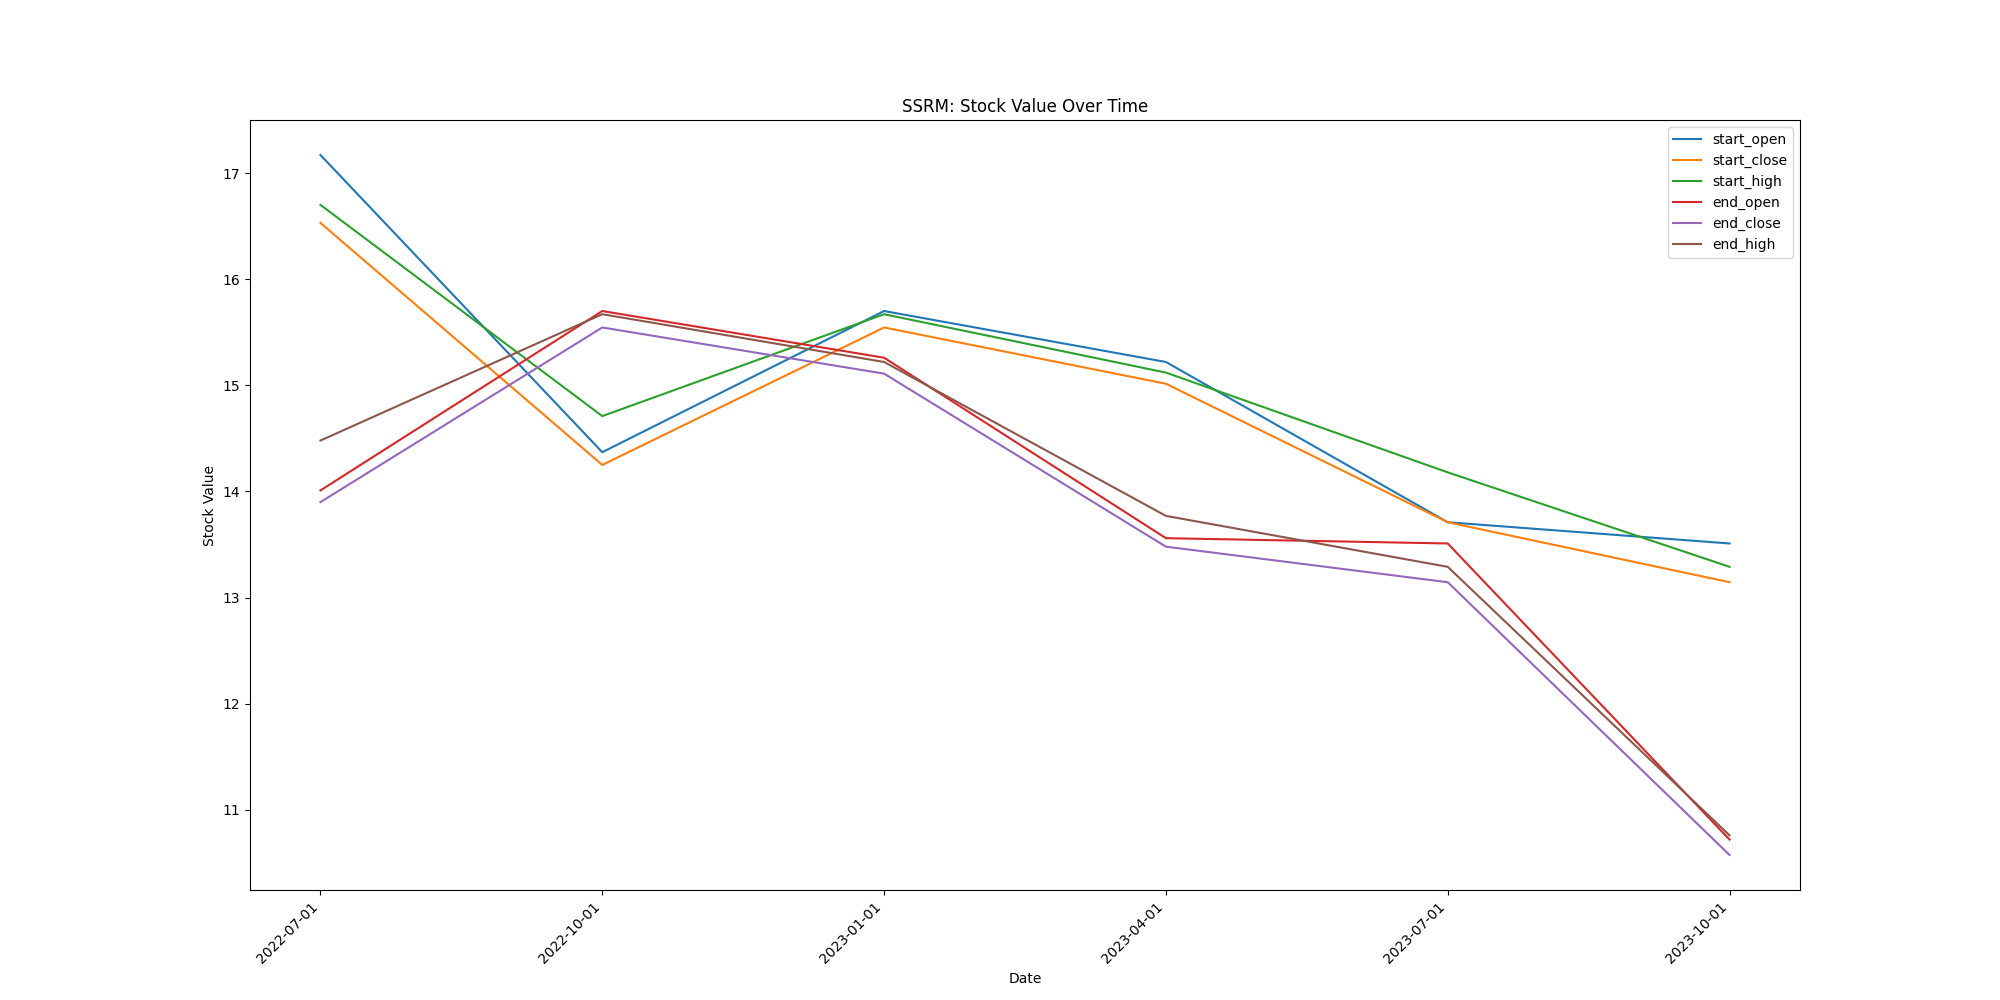 SSRM: Stock Value Over Time
start_open
start_close
start_high
end_open
end_close
end_high
Stock Value
17
16
15
14
13
12
11
2022-07-01
2022-10-01
2023-01-01
2023-04-01
2023-07-01
2023-10-01
Date